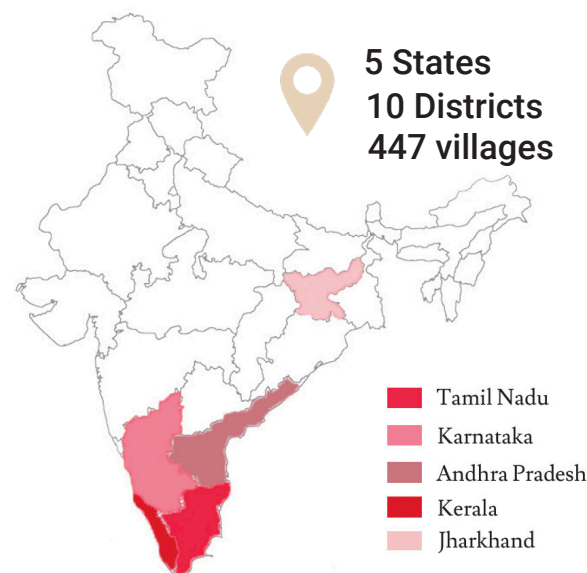 5 States
10 Districts
447 villages
Tamil Nadu
Karnataka
Andhra Pradesh
Kerala
Jharkhand